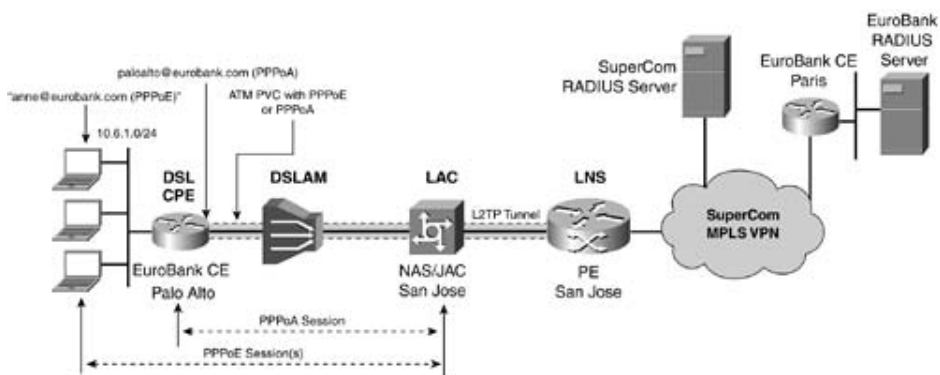 paloalto@eurobank.com (PPPoA)
"anne@eurobank.com (PPPoE)"
ATM PVC with PPPoE
or PPPoA
10.6.1.0/24
DSL
CPE
DSLAM
LAC
LNS
L2TP Tunnel
EuroBank CE
Palo Alto
NAS/JAC
San Jose
PE
San Jose
PPPoA Session
PPPoE Session(s)
SuperCom
RADIUS Server
EuroBank CE
Paris
EuroBank
RADIUS
Server
SuperCom
MPLS VPN